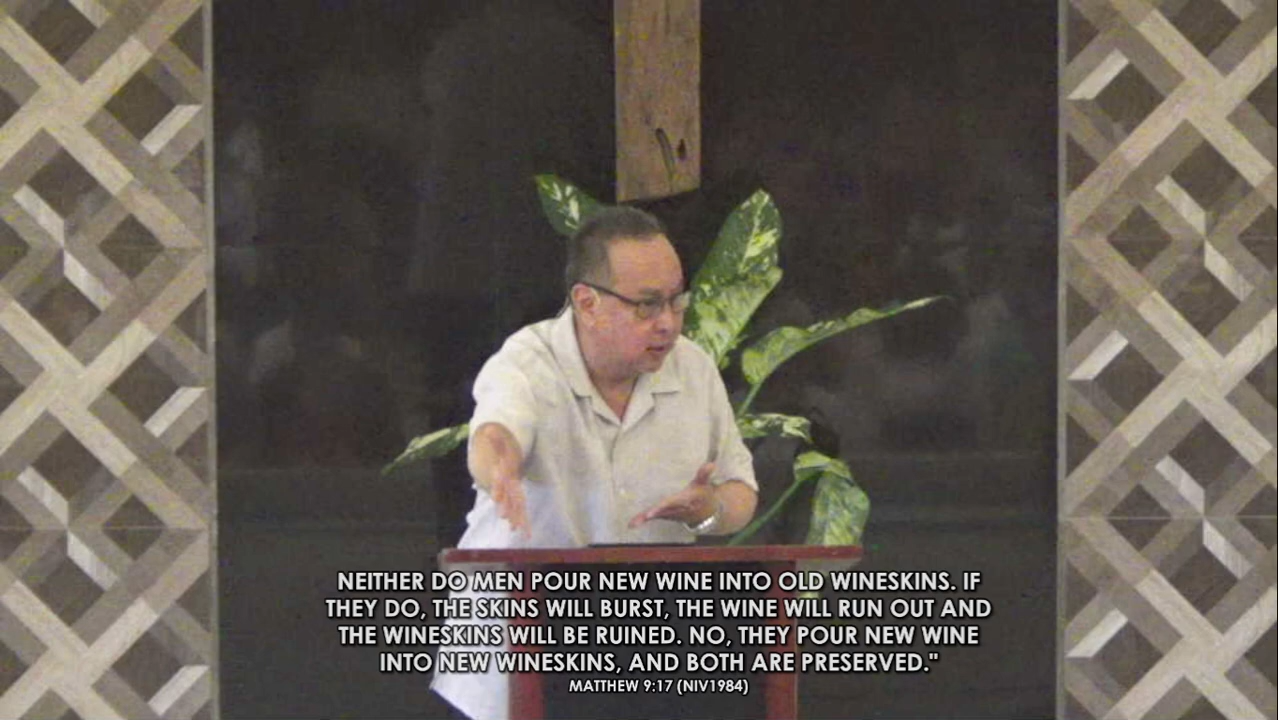 NEITHER DO MEN POUR NEW WINE INTO OLD WINESKINS. IF
THEY DO, THE SKINS WILL BURST, THE WINE WILL RUN OUT AND
THE WINESKINS WILL BE RUINED. NO, THEY POUR NEW WINE
INTO NEW WINESKINS, AND BOTH ARE PRESERVED."
MATTHEW 9:17 (NIV1984)